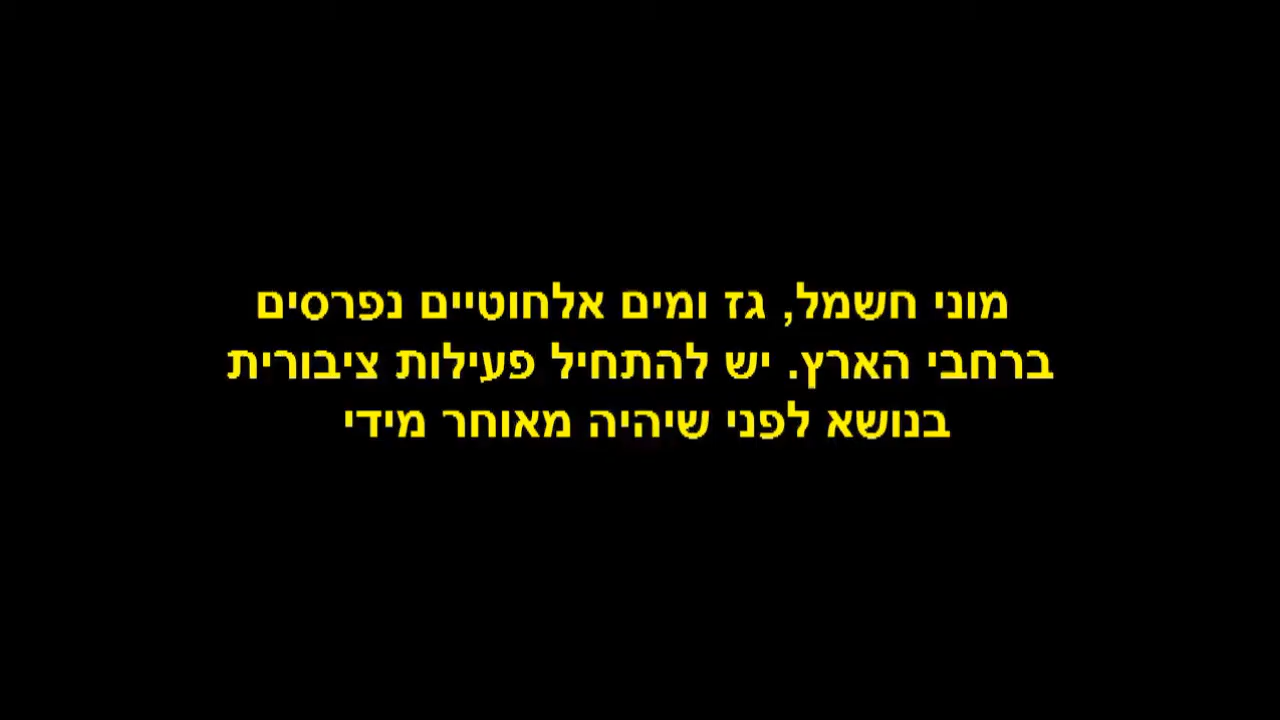 מוני חשמל, גז ומים אלחוטיים נפרסים
ברחבי הארץ. יש להתחיל פעילות ציבורית
בנושא לפני שיהיה מאוחר מידי